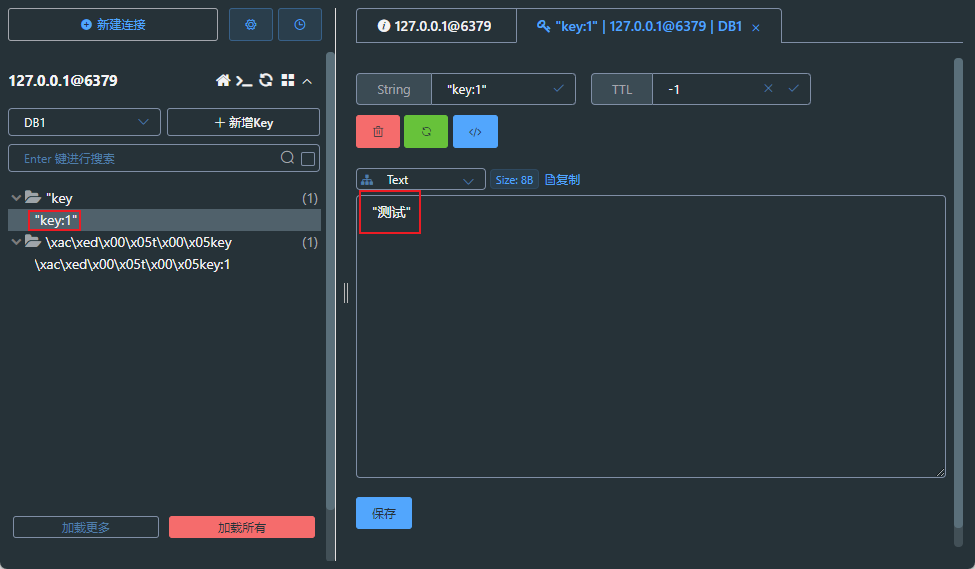 新建连接
127.0.0.1@6379
"key:1" | 127.0.0.1@6379 | DB1
127.0.0.1@6379
DB1
新增Key
Enter 键进行搜索
"key (1)
"key:1"
\xac\xed\x00\x05t\x00\x05key (1)
\xac\xed\x00\x05t\x00\x05key:1
加载更多
加载所有
String "key:1"
TTL -1
Text
Size: 8B
复制
"测试"
保存